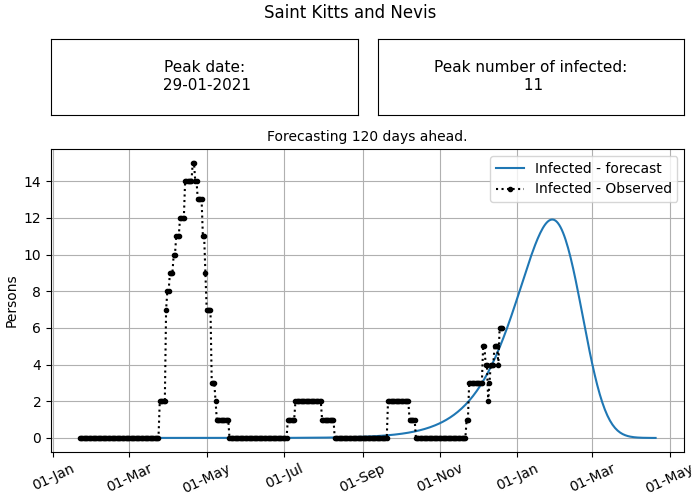 Saint Kitts and Nevis
Peak date:
29-01-2021
Peak number of infected:
11
Forecasting 120 days ahead.
Infected - forecast
Infected - Observed
Persons
14
12
10
8
6
4
2
0
01-Jan
01-Mar
01-May
01-Jul
01-Sep
01-Nov
01-Jan
01-Mar
01-May